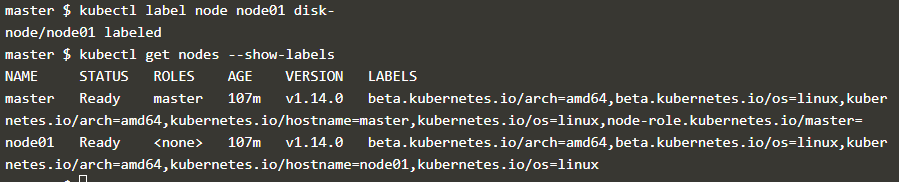 master $ kubectl label node node01 disk-
node/node01 labeled
master $ kubectl get nodes --show-labels
NAME     STATUS   ROLES    AGE    VERSION   LABELS
master   Ready    master   107m   v1.14.0   beta.kubernetes.io/arch=amd64,beta.kubernetes.io/os=linux,kuber
netes.io/arch=amd64,kubernetes.io/hostname=master,kubernetes.io/os=linux,node-role.kubernetes.io/master=
node01   Ready    <none>   107m   v1.14.0   beta.kubernetes.io/arch=amd64,beta.kubernetes.io/os=linux,kuber
netes.io/arch=amd64,kubernetes.io/hostname=node01,kubernetes.io/os=linux